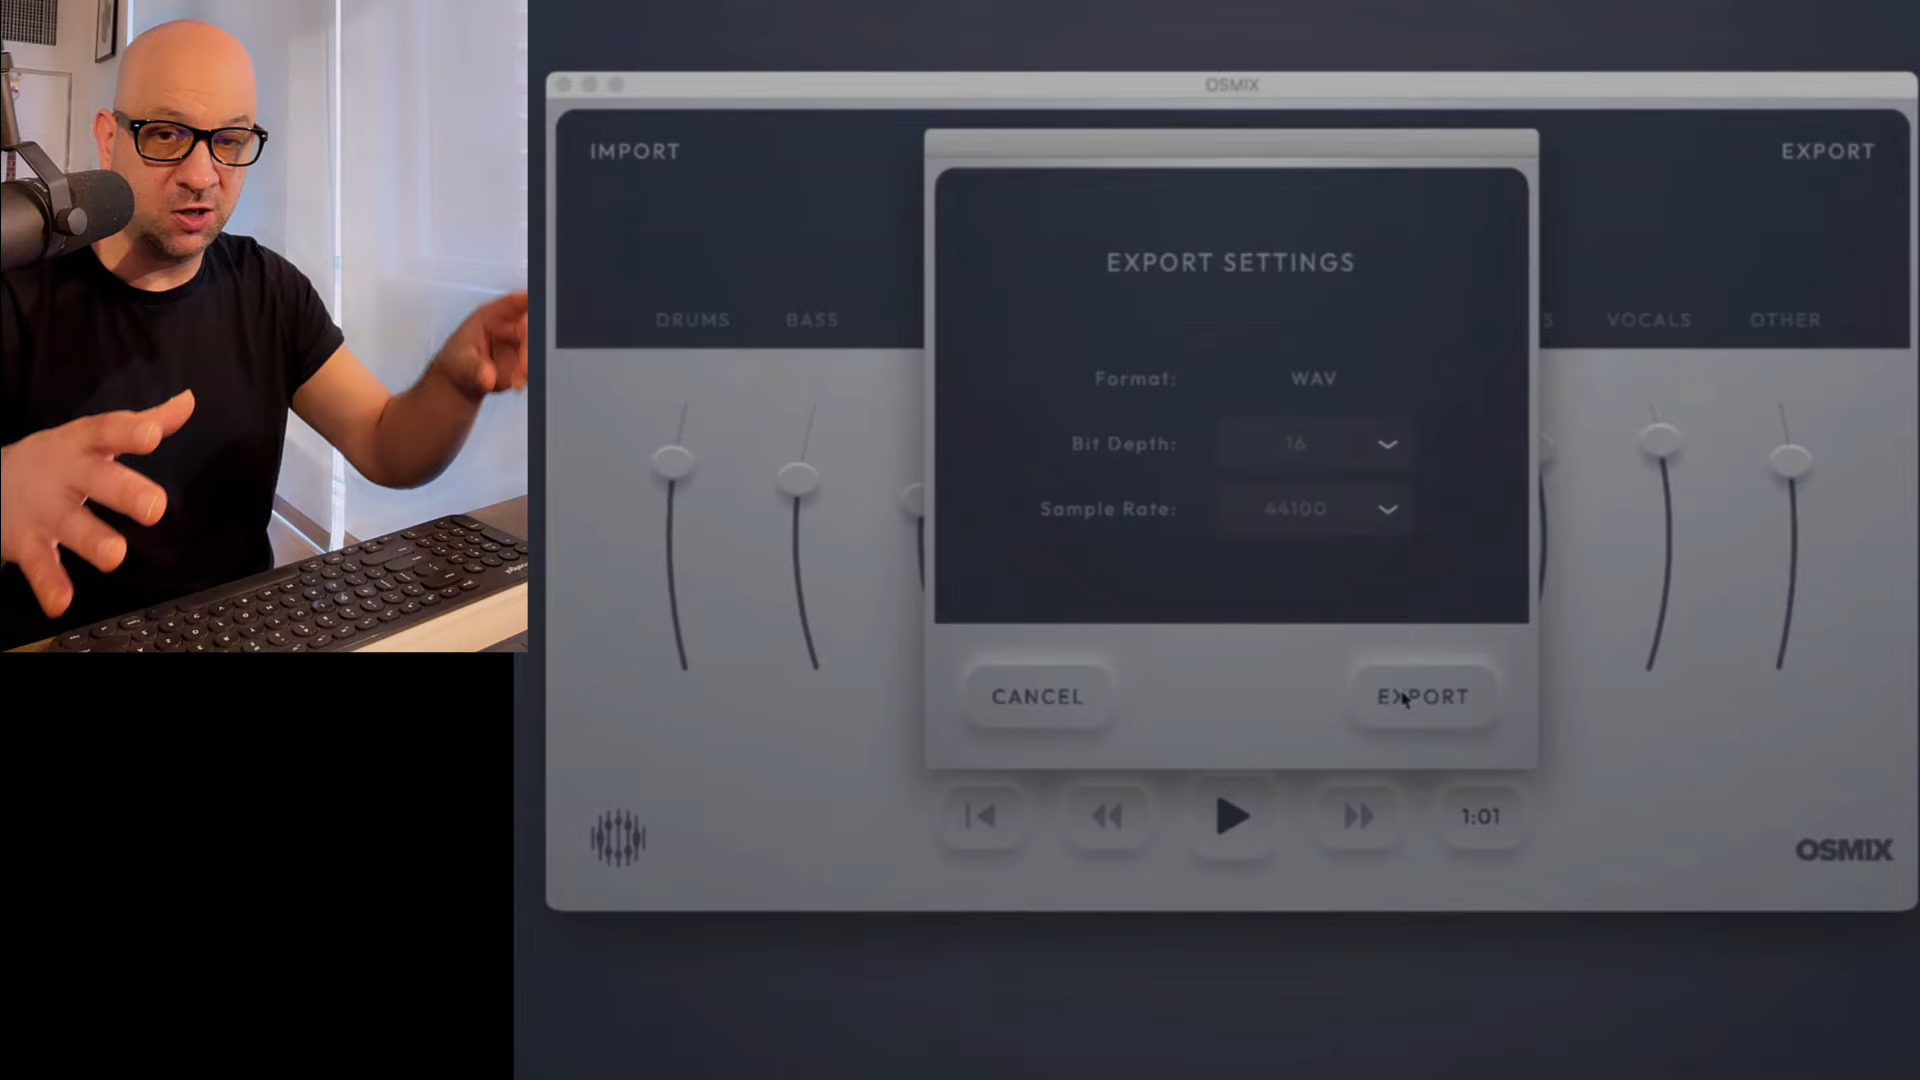 OSMIX
IMPORT
EXPORT
EXPORT SETTINGS
DRUMS
BASS
S
VOCALS
OTHER
Format:
WAV
Bit Depth:
16
Sample Rate:
44100
CANCEL
EXPORT
1:01
OSMIX